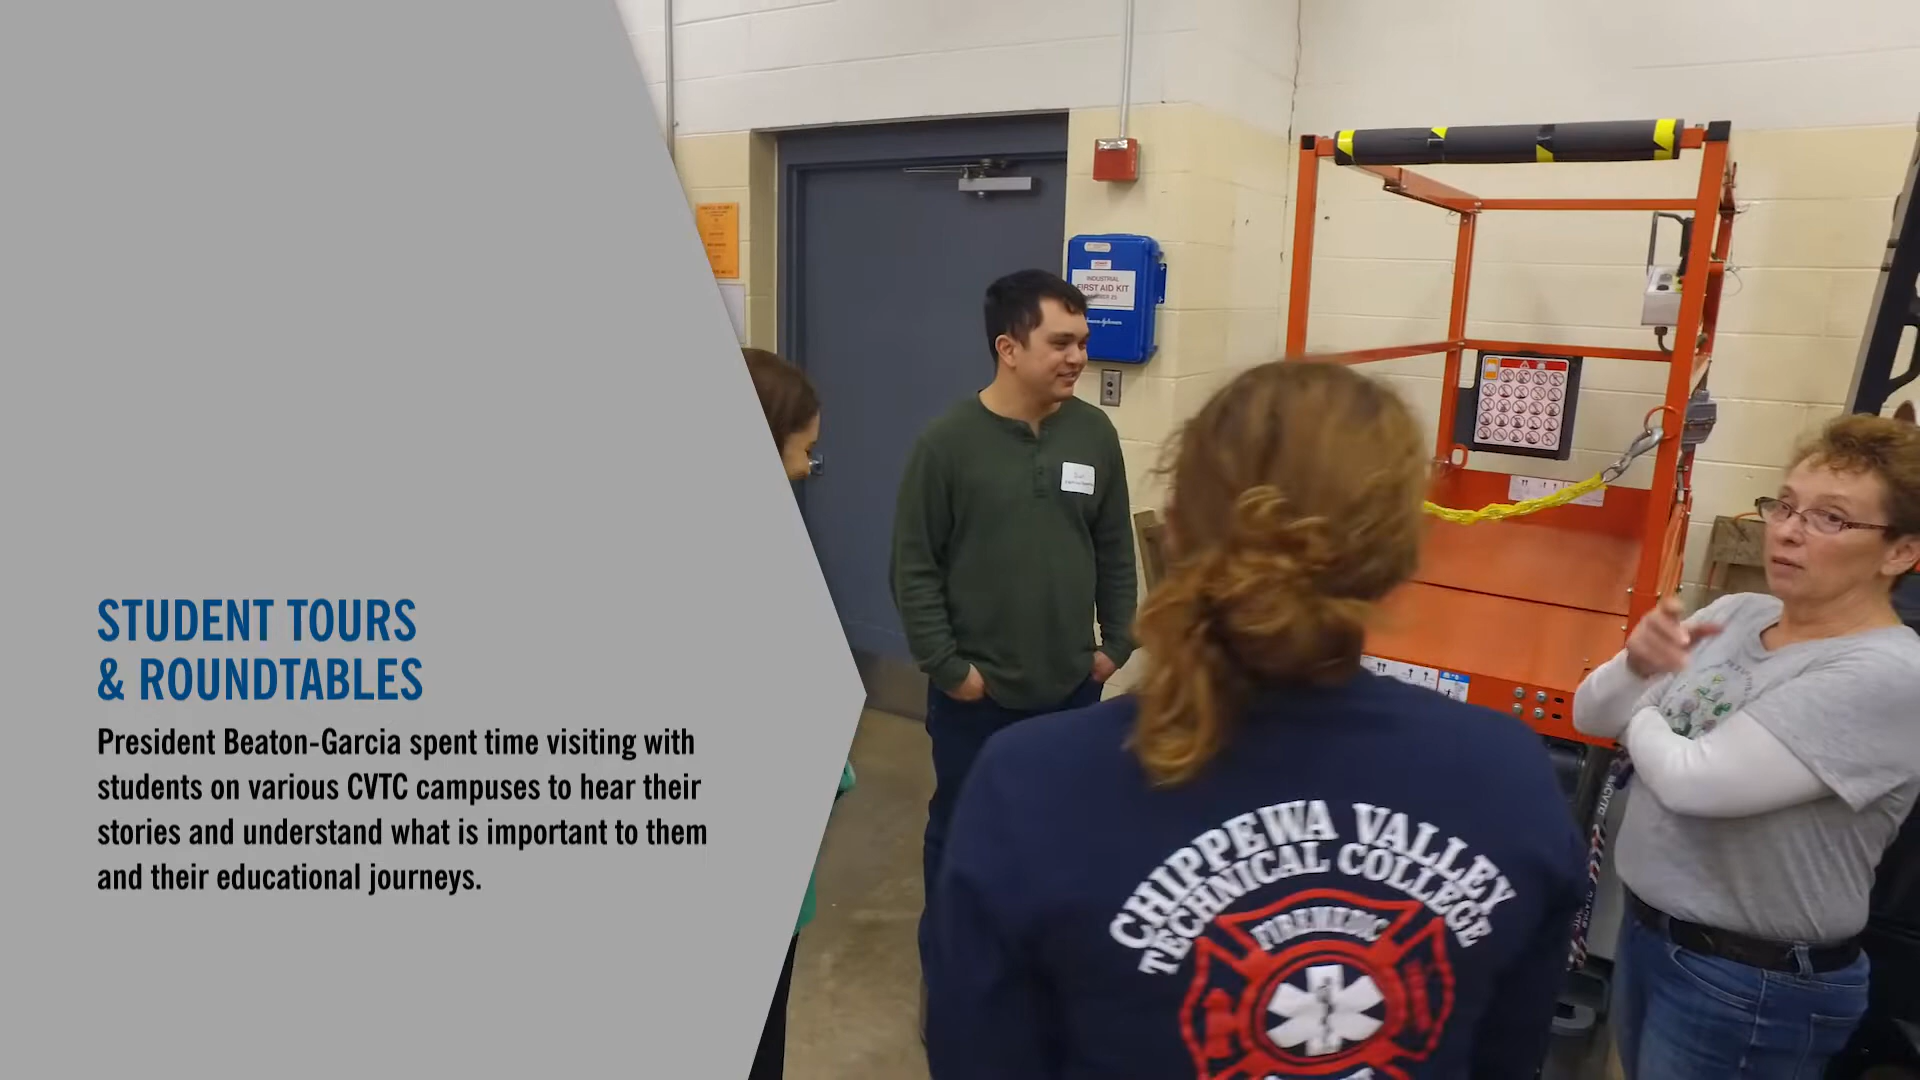 STUDENT TOURS
& ROUNDTABLES
President Beaton-Garcia spent time visiting with
students on various CVTC campuses to hear their
stories and understand what is important to them
and their educational journeys.
INDUSTRIAL
FIRST AID KIT
CHIPPEWA VALLEY
TECHNICAL COLLEGE
FIREMEDIC
CVTC